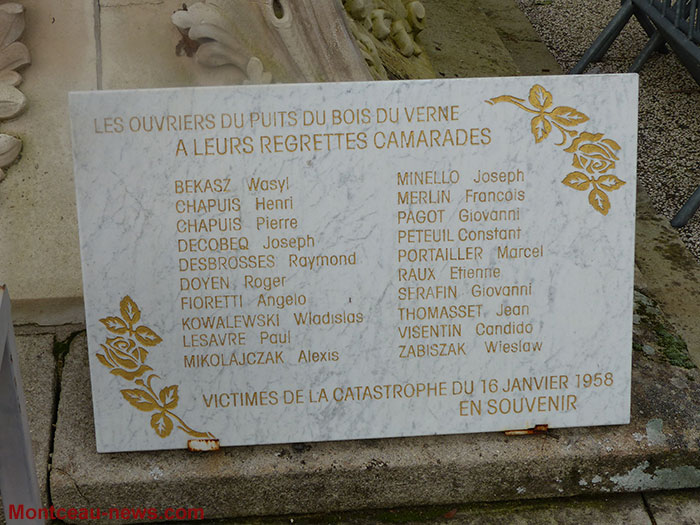 LES OUVRIERS DU PUITS DU BOIS DU VERNE
A LEURS REGRETTES CAMARADES
BEKASZ Wasyl
CHAPUIS Henri
CHAPUIS Pierre
DECOBEQ Joseph
DESBROSSES Raymond
DOYEN Roger
FIORETTI Angelo
KOWALEWSKI Wladislas
LESAVRE Paul
MIKOLAJCZAK Alexis
MINELLO Joseph
MERLIN Francois
PAGOT Giovanni
PETEUIL Constant
PORTAILLER Marcel
RAUX Etienne
SERAFIN Giovanni
THOMASSET Jean
VISENTIN Candido
ZABISZAK Wieslaw
VICTIMES DE LA CATASTROPHE DU 16 JANVIER 1958
EN SOUVENIR
Montceau-news.com